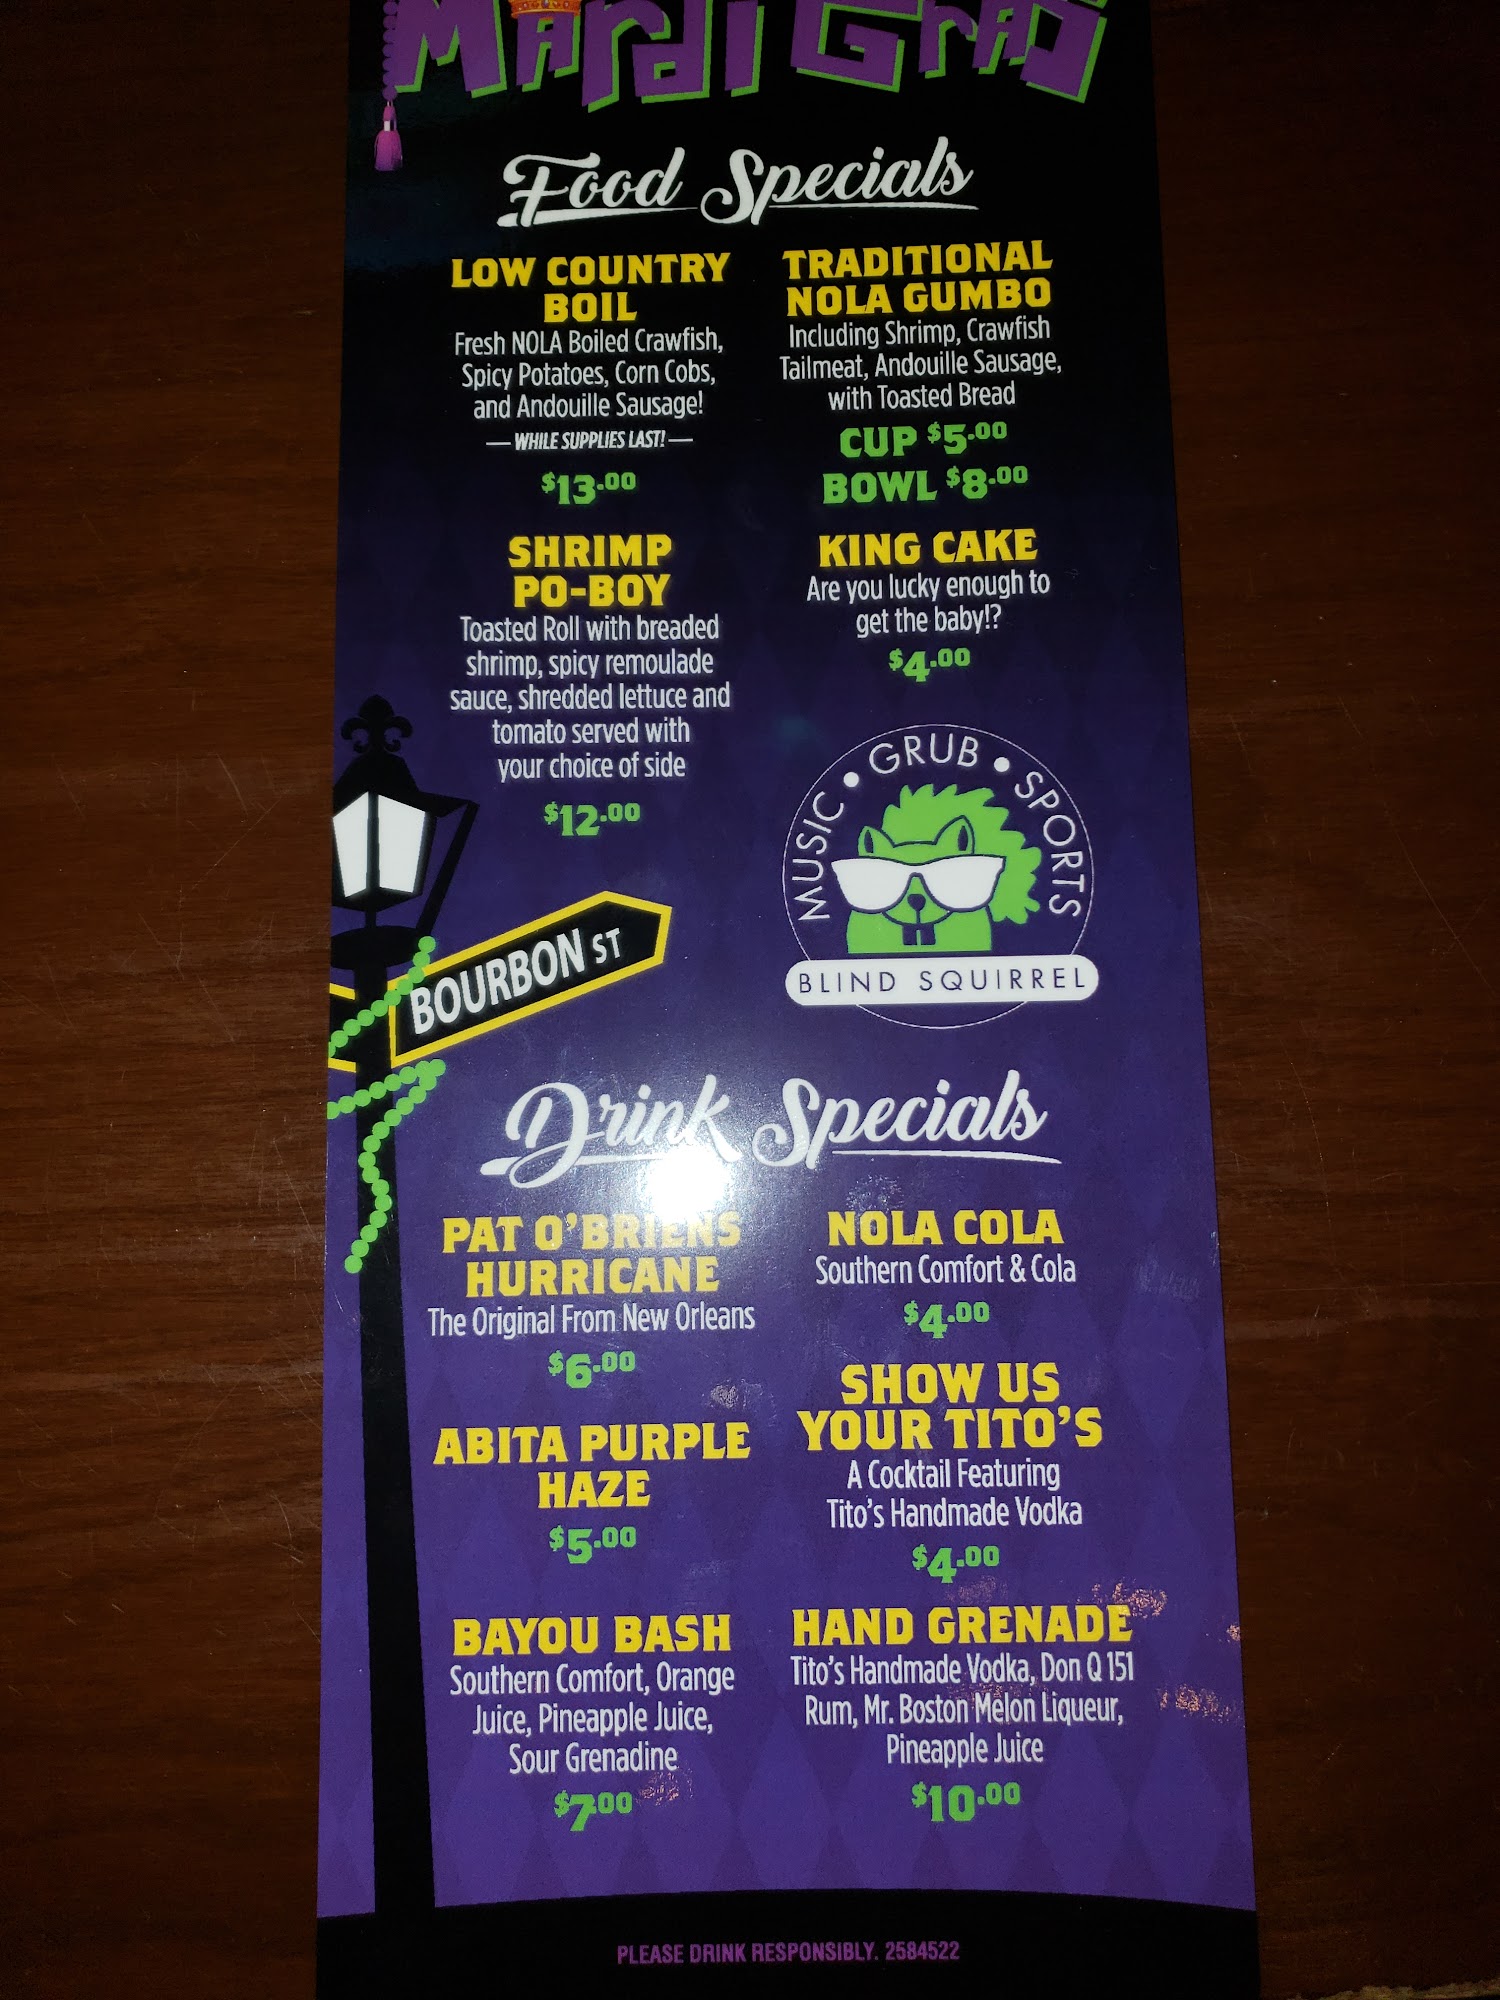 Mardi Gras
Food Specials
LOW COUNTRY
BOIL
Fresh NOLA Boiled Crawfish,
Spicy Potatoes, Corn Cobs,
and Andouille Sausage!
— WHILE SUPPLIES LAST! —
$13.00
TRADITIONAL
NOLA GUMBO
Including Shrimp, Crawfish
Tailmeat, Andouille Sausage,
with Toasted Bread
CUP $5.00
BOWL $8.00
SHRIMP
PO-BOY
Toasted Roll with breaded
shrimp, spicy remoulade
sauce, shredded lettuce and
tomato served with
your choice of side
$12.00
KING CAKE
Are you lucky enough to
get the baby!?
$4.00
MUSIC • GRUB • SPORTS
BLIND SQUIRREL
BOURBON ST
Drink Specials
PAT O'BRIENS
HURRICANE
The Original From New Orleans
$6.00
NOLA COLA
Southern Comfort & Cola
$4.00
ABITA PURPLE
HAZE
$5.00
SHOW US
YOUR TITO'S
A Cocktail Featuring
Tito's Handmade Vodka
$4.00
BAYOU BASH
Southern Comfort, Orange
Juice, Pineapple Juice,
Sour Grenadine
$7.00
HAND GRENADE
Tito's Handmade Vodka, Don Q 151
Rum, Mr. Boston Melon Liqueur,
Pineapple Juice
$10.00
PLEASE DRINK RESPONSIBLY. 2584522